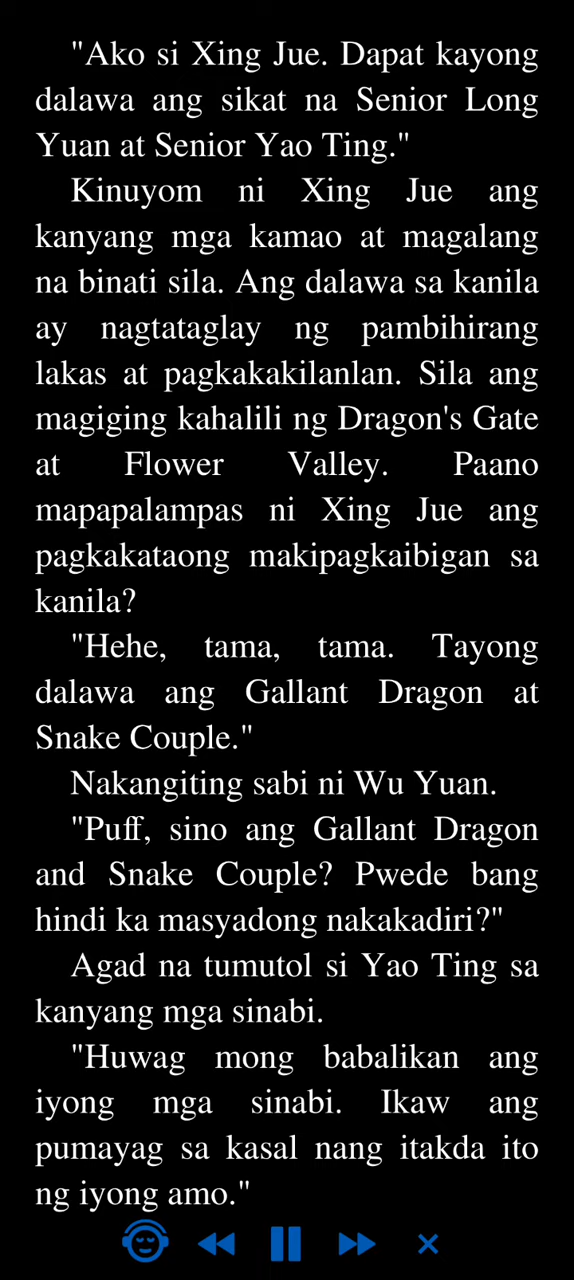 "Ako si Xing Jue. Dapat kayong
dalawa ang sikat na Senior Long
Yuan at Senior Yao Ting."
Kinuyom ni Xing Jue ang
kanyang mga kamao at magalang
na binati sila. Ang dalawa sa kanila
ay nagtataglay ng pambihirang
lakas at pagkakakilanlan. Sila ang
magiging kahalili ng Dragon's Gate
at Flower Valley. Paano
mapapalampas ni Xing Jue ang
pagkakataong makipagkaibigan sa
kanila?
"Hehe, tama, tama. Tayong
dalawa ang Gallant Dragon at
Snake Couple."
Nakangiting sabi ni Wu Yuan.
"Puff, sino ang Gallant Dragon
and Snake Couple? Pwede bang
hindi ka masyadong nakakadiri?"
Agad na tumutol si Yao Ting sa
kanyang mga sinabi.
"Huwag mong babalikan ang
iyong mga sinabi. Ikaw ang
pumayag sa kasal nang itakda ito
ng iyong amo."